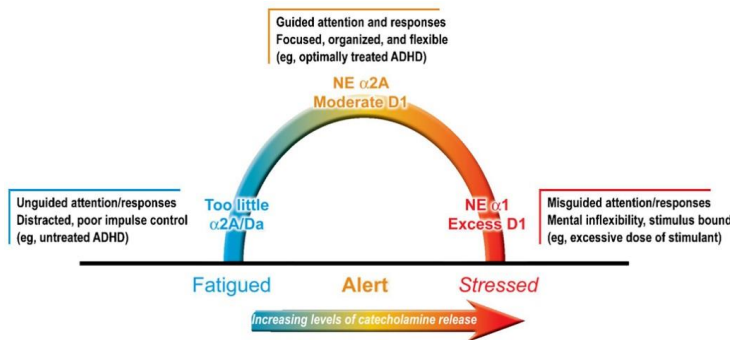 Guided attention and responses
Focused, organized, and flexible
(eg, optimally treated ADHD)
NE α2A
Moderate D1
Unguided attention/responses
Distracted, poor impulse control
(eg, untreated ADHD)
Too little
α2A/Da
NE α1
Excess D1
Misguided attention/responses
Mental inflexibility, stimulus bound
(eg, excessive dose of stimulant)
Fatigued
Alert
Stressed
Increasing levels of catecholamine release